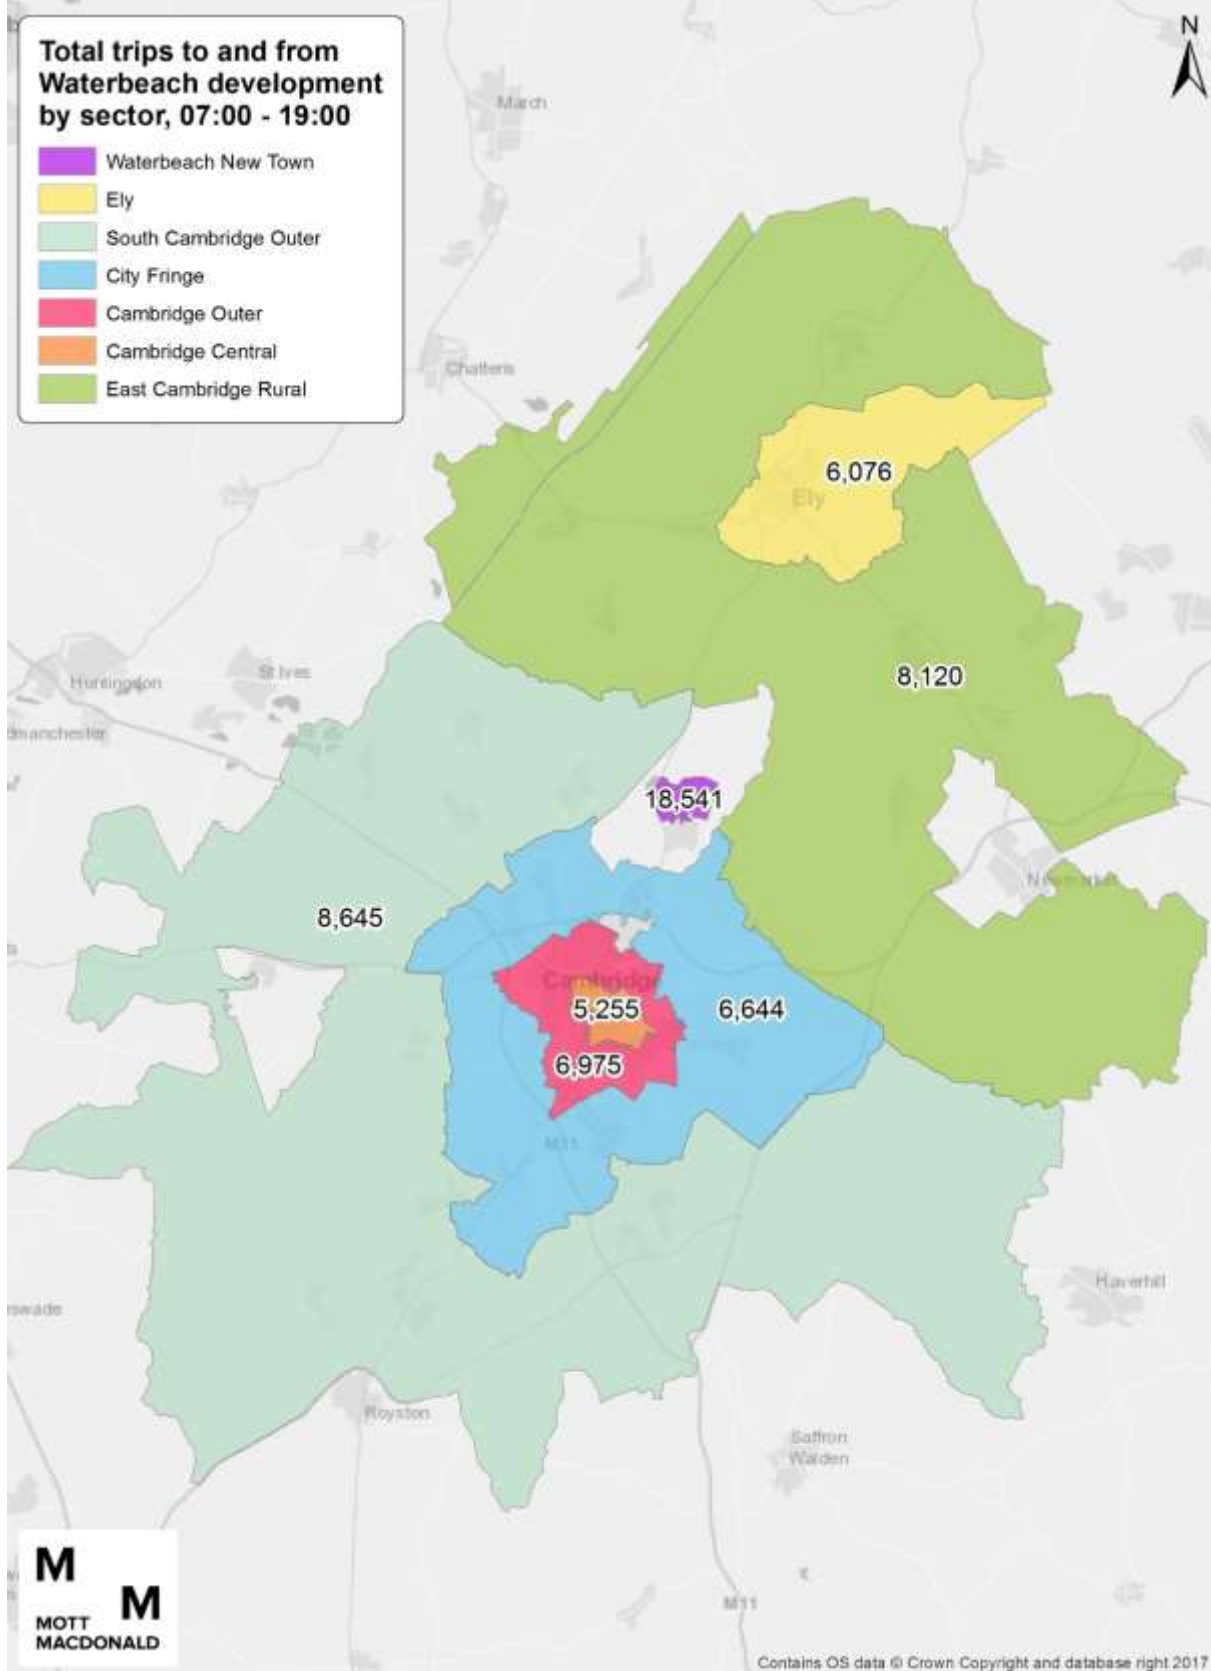 Total trips to and from
Waterbeach development
by sector, 07:00 - 19:00
Waterbeach New Town
Ely
South Cambridge Outer
City Fringe
Cambridge Outer
Cambridge Central
East Cambridge Rural
N
March
Chatteris
6,076
Ely
8,120
St Ives
Huntingdon
dmanchester
18,541
Newmarket
8,645
Cambridge
5,255
6,644
6,975
M11
Haverhill
eswade
Royston
Saffron
Walden
M11
M
M
MOTT
MACDONALD
Contains OS data © Crown Copyright and database right 2017